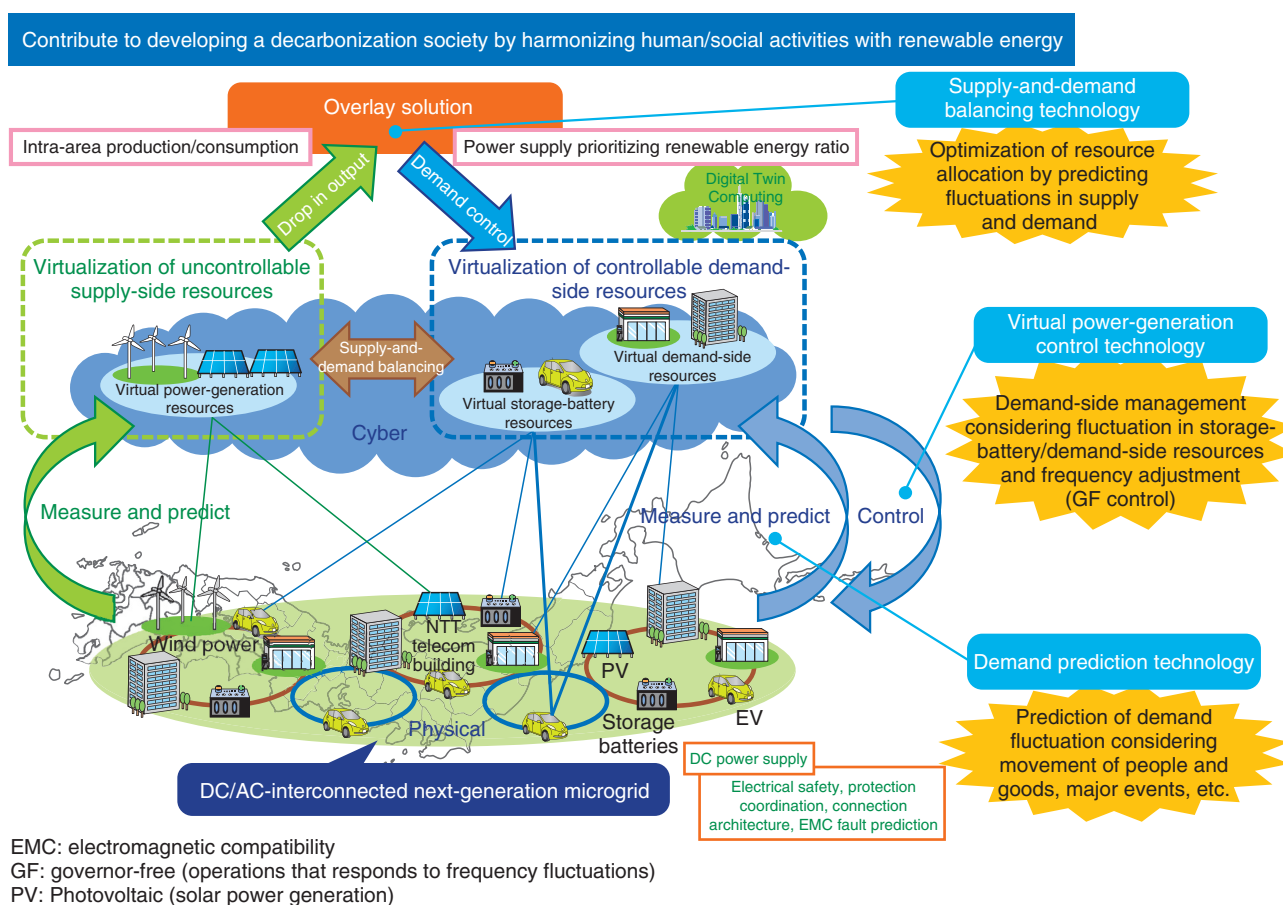 Contribute to developing a decarbonization society by harmonizing human/social activities with renewable energy
Overlay solution
Supply-and-demand
balancing technology
Intra-area production/consumption
Power supply prioritizing renewable energy ratio
Optimization of resource
allocation by predicting
fluctuations in supply
and demand
Drop in output
Demand control
Digital Twin
Computing
Virtualization of uncontrollable
supply-side resources
Virtualization of controllable demand-
side resources
Supply-and-
demand balancing
Virtual power-generation
resources
Virtual storage-battery
resources
Virtual demand-side
resources
Cyber
Virtual power-generation
control technology
Demand-side management
considering fluctuation in storage-
battery/demand-side resources
and frequency adjustment
(GF control)
Measure and predict
Measure and predict
Control
Wind power
NTT
telecom
building
PV
Physical
Storage
batteries
EV
Demand prediction technology
Prediction of demand
fluctuation considering
movement of people and
goods, major events, etc.
DC/AC-interconnected next-generation microgrid
DC power supply
Electrical safety, protection
coordination, connection
architecture, EMC fault prediction
EMC: electromagnetic compatibility
GF: governor-free (operations that responds to frequency fluctuations)
PV: Photovoltaic (solar power generation)